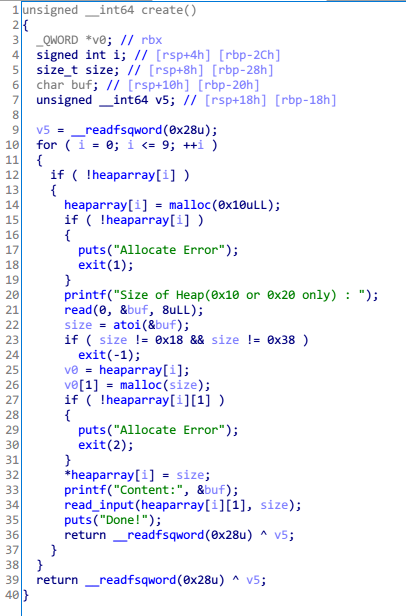 1 unsigned __int64 create()
2 {
3   _QWORD *v0; // rbx
4   signed int i; // [rsp+4h] [rbp-2Ch]
5   size_t size; // [rsp+8h] [rbp-28h]
6   char buf; // [rsp+10h] [rbp-20h]
7   unsigned __int64 v5; // [rsp+18h] [rbp-18h]
8
9   v5 = __readfsqword(0x28u);
10   for ( i = 0; i <= 9; ++i )
11   {
12     if ( !heaparray[i] )
13     {
14       heaparray[i] = malloc(0x10uLL);
15       if ( !heaparray[i] )
16       {
17         puts("Allocate Error");
18         exit(1);
19       }
20       printf("Size of Heap(0x10 or 0x20 only) : ");
21       read(0, &buf, 8uLL);
22       size = atoi(&buf);
23       if ( size != 0x18 && size != 0x38 )
24         exit(-1);
25       v0 = heaparray[i];
26       v0[1] = malloc(size);
27       if ( !heaparray[i][1] )
28       {
29         puts("Allocate Error");
30         exit(2);
31       }
32       *heaparray[i] = size;
33       printf("Content:", &buf);
34       read_input(heaparray[i][1], size);
35       puts("Done!");
36       return __readfsqword(0x28u) ^ v5;
37     }
38   }
39   return __readfsqword(0x28u) ^ v5;
40 }